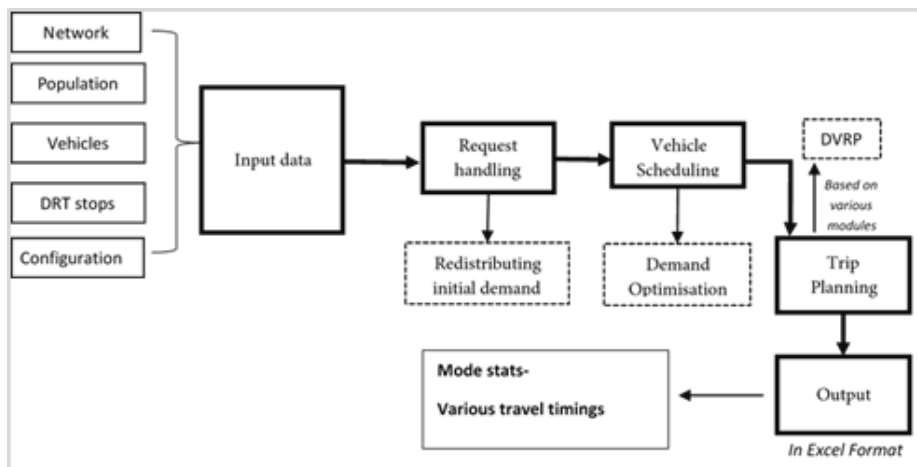 Network
Population
Vehicles
DRT stops
Configuration
Input data
Request
handling
Redistributing
initial demand
Vehicle
Scheduling
Demand
Optimisation
DVRP
Based on
various
modules
Trip
Planning
Output
In Excel Format
Mode stats-
Various travel timings